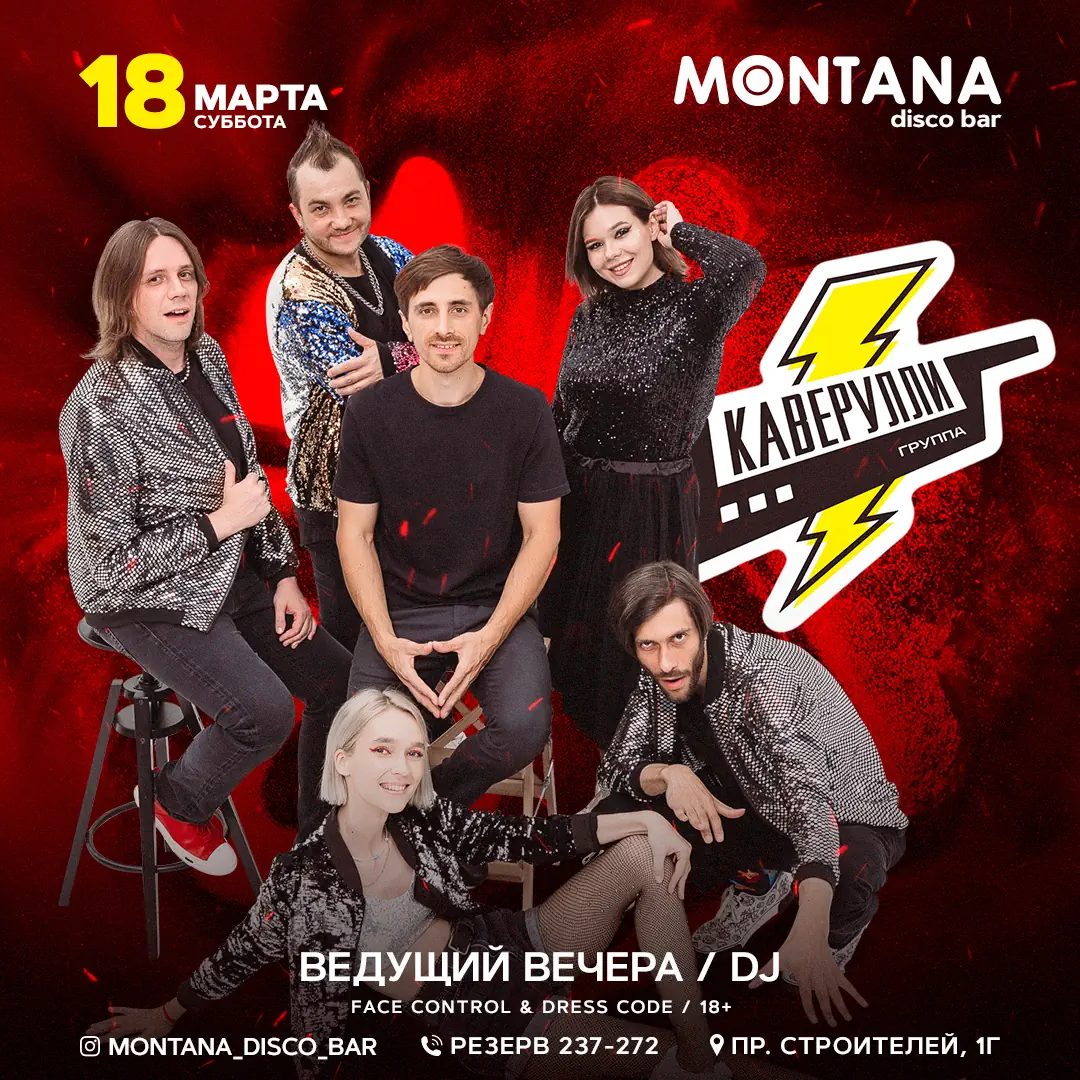 18 МАРТА
СУББОТА
MONTANA
disco bar
КАВЕРУЛЛИ
ГРУППА
ВЕДУЩИЙ ВЕЧЕРА / DJ
FACE CONTROL & DRESS CODE / 18+
MONTANA_DISCO_BAR
РЕЗЕРВ 237-272
ПР. СТРОИТЕЛЕЙ, 1Г